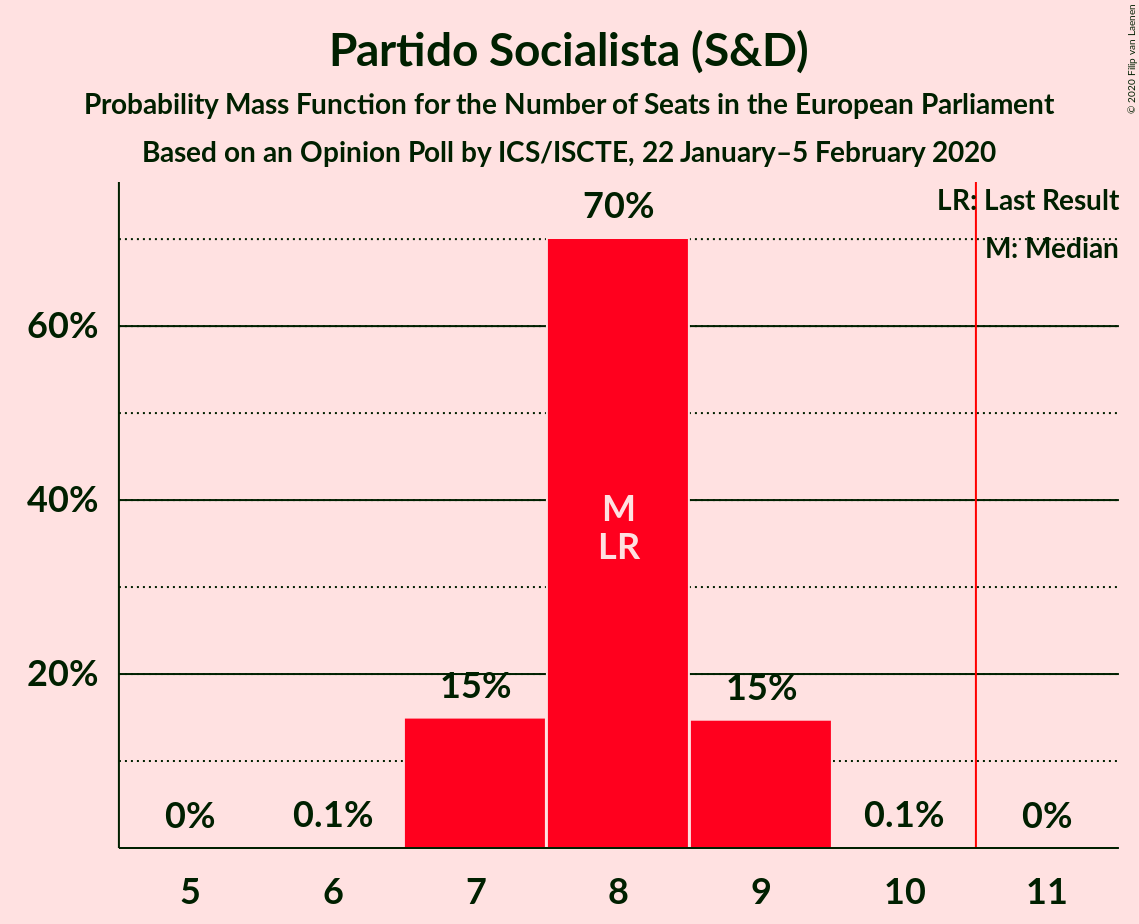 Partido Socialista (S&D)
Probability Mass Function for the Number of Seats in the European Parliament
Based on an Opinion Poll by ICS/ISCTE, 22 January–5 February 2020
© 2020 Filip van Laenen
LR: Last Result
M: Median
70%
60%
40%
M
LR
20%
15%
15%
0%
0.1%
0.1%
0%
5
6
7
8
9
10
11